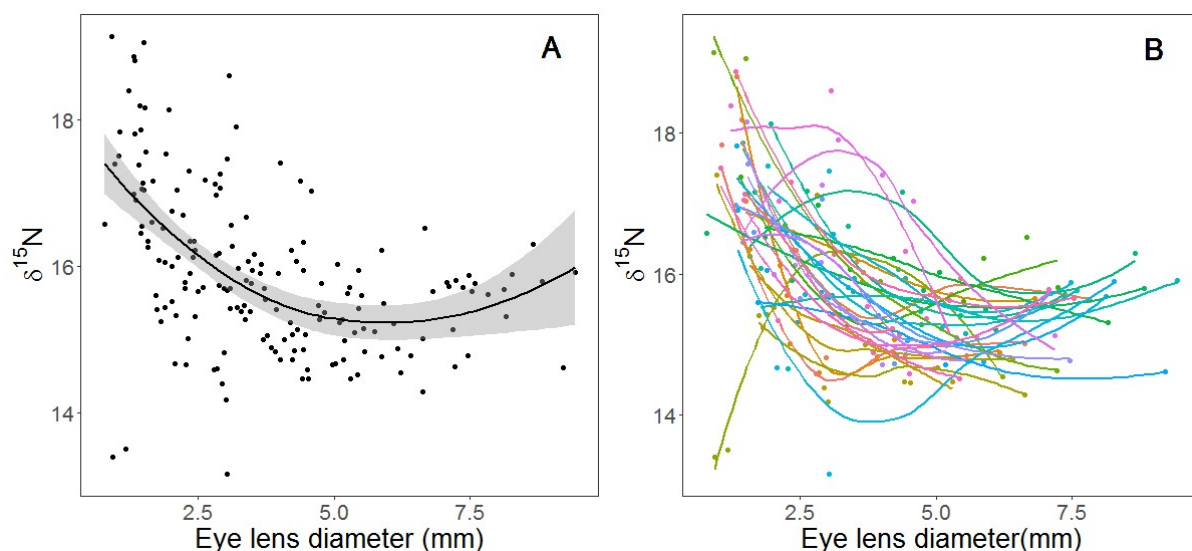 A
δ15N
18
16
14
2.5 5.0 7.5
Eye lens diameter (mm)
B
δ15N
18
16
14
2.5 5.0 7.5
Eye lens diameter(mm)